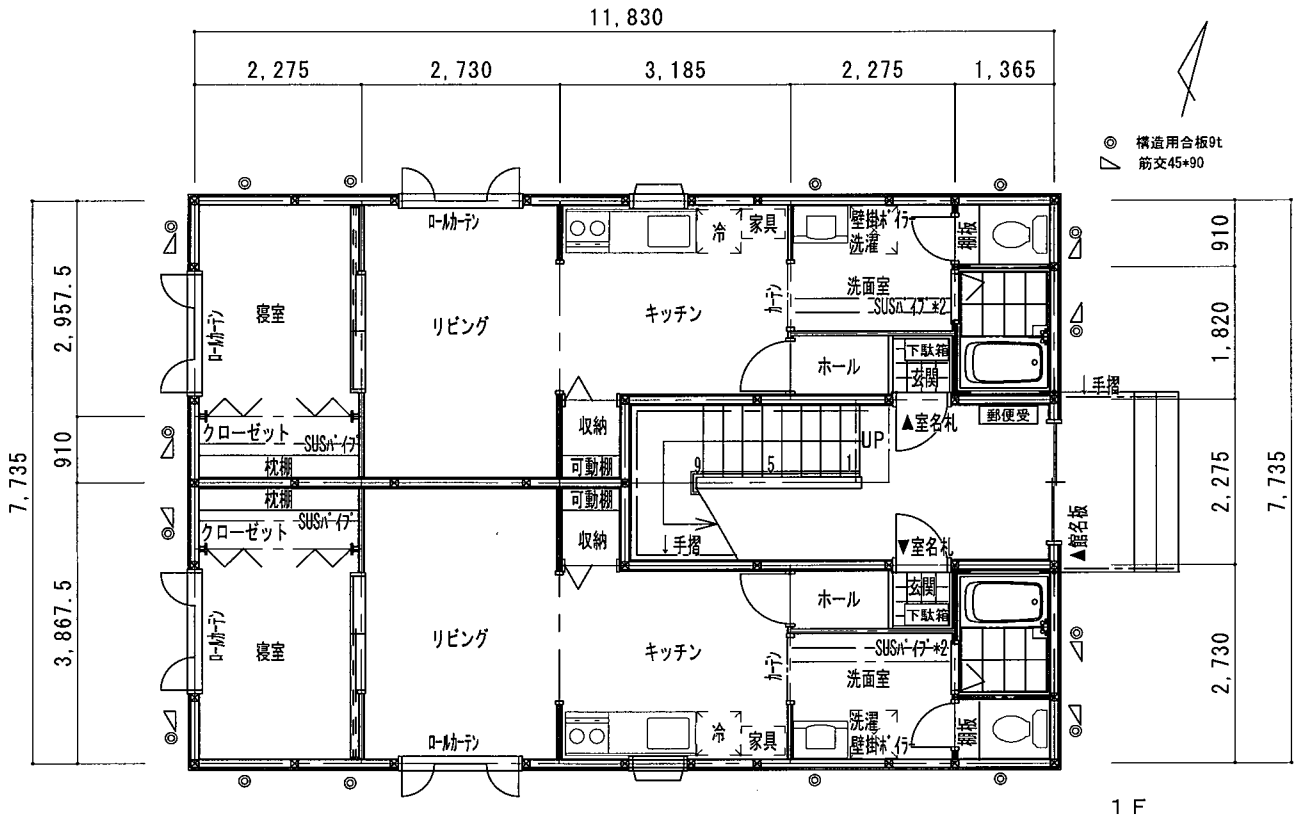 11,830
2,275
2,730
3,185
2,275
1,365
◎ 構造用合板9t
筋交45*90
7,735
2,957.5
910
3,867.5
910
1,820
2,275
2,730
7,735
ロールカーテン
冷
家具
壁掛ボイラー
洗濯
棚板
寝室
ロールカーテン
リビング
キッチン
カーテン
洗面室
SUSパイプ*2
ホール
下駄箱
玄関
↓手摺
クローゼット
SUSパイプ
枕棚
収納
可動棚
UP
▲室名札
郵便受
9
5
1
枕棚
SUSパイプ
クローゼット
可動棚
収納
↓手摺
▼室名札
▲館名板
ロールカーテン
寝室
リビング
キッチン
カーテン
ホール
玄関
下駄箱
SUSパイプ*2
洗面室
ロールカーテン
冷
家具
洗濯
壁掛ボイラー
棚板
1F